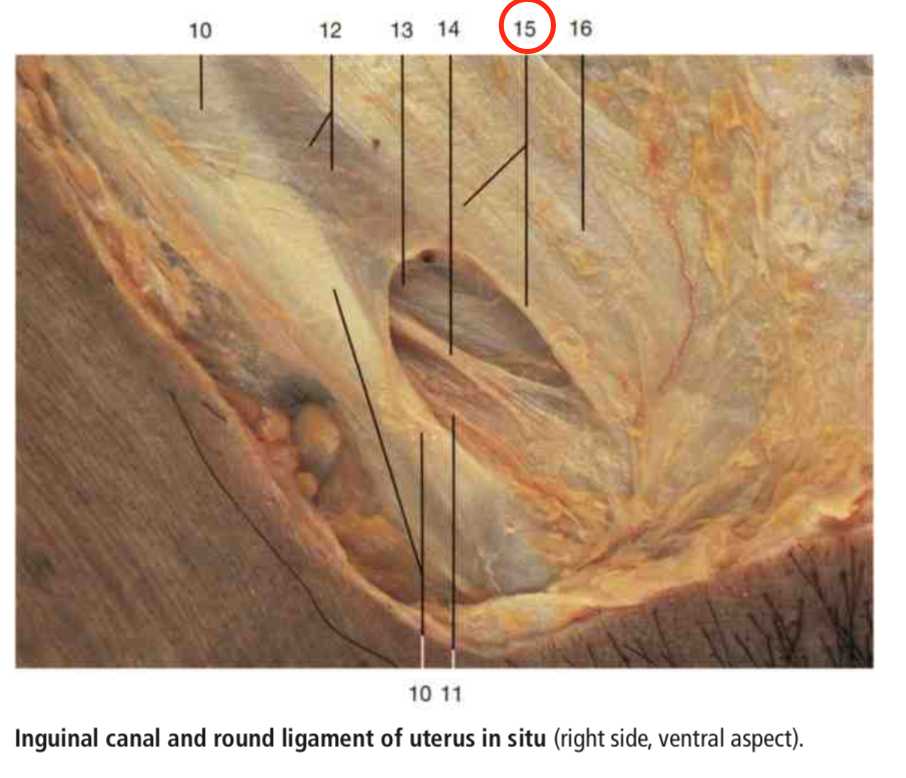 10 12 13 14 15 16
10 11
Inguinal canal and round ligament of uterus in situ (right side, ventral aspect).